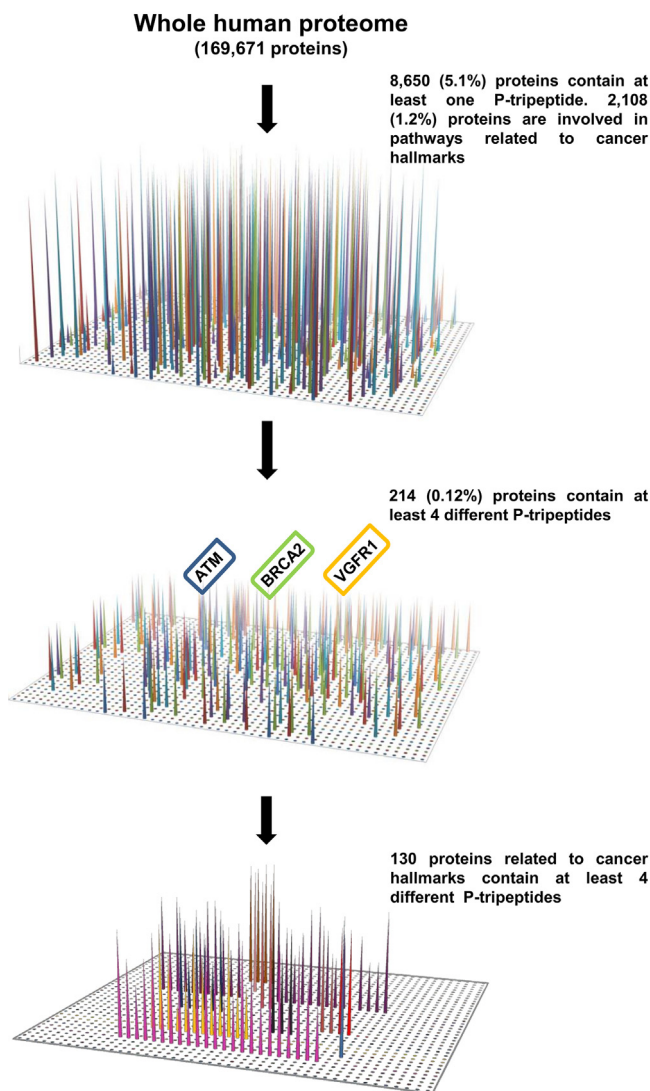 Whole human proteome
(169,671 proteins)
8,650 (5.1%) proteins contain at
least one P-tripeptide. 2,108
(1.2%) proteins are involved in
pathways related to cancer
hallmarks
214 (0.12%) proteins contain at
least 4 different P-tripeptides
ATM
BRCA2
VGFR1
130 proteins related to cancer
hallmarks contain at least 4
different P-tripeptides